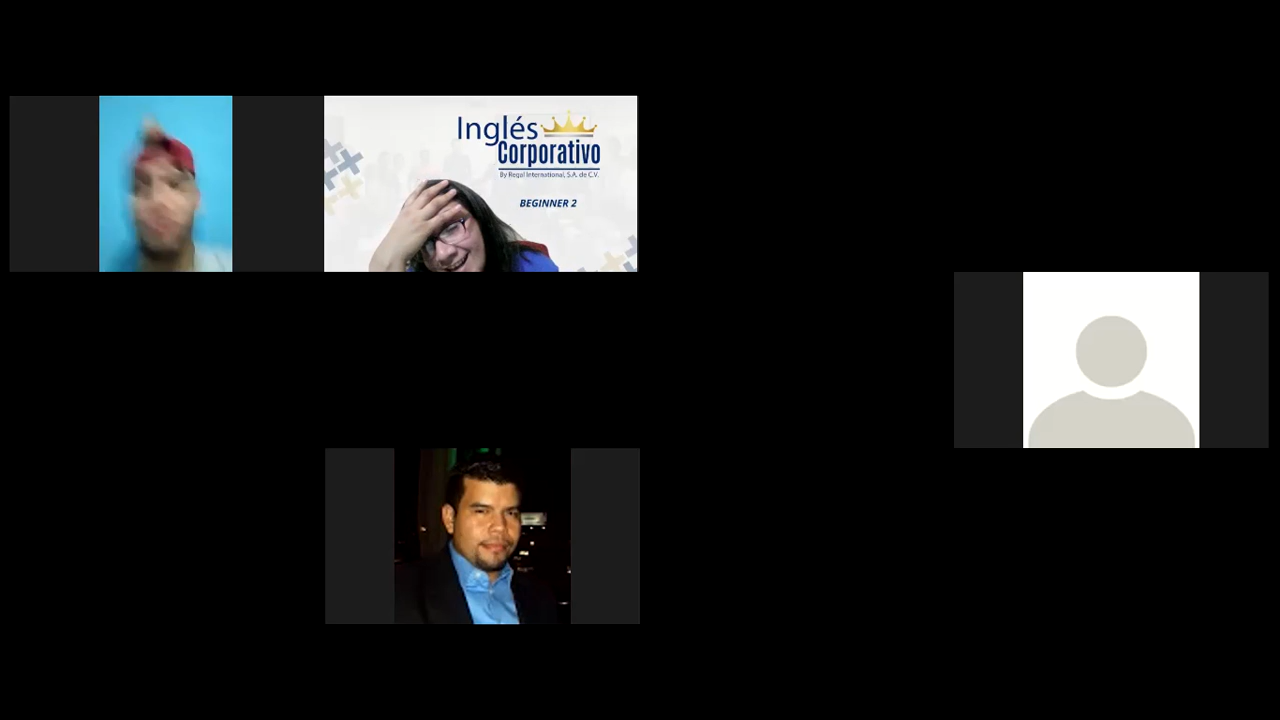 Inglés
Corporativo
By Regal International, S.A. de C.V.
BEGINNER 2